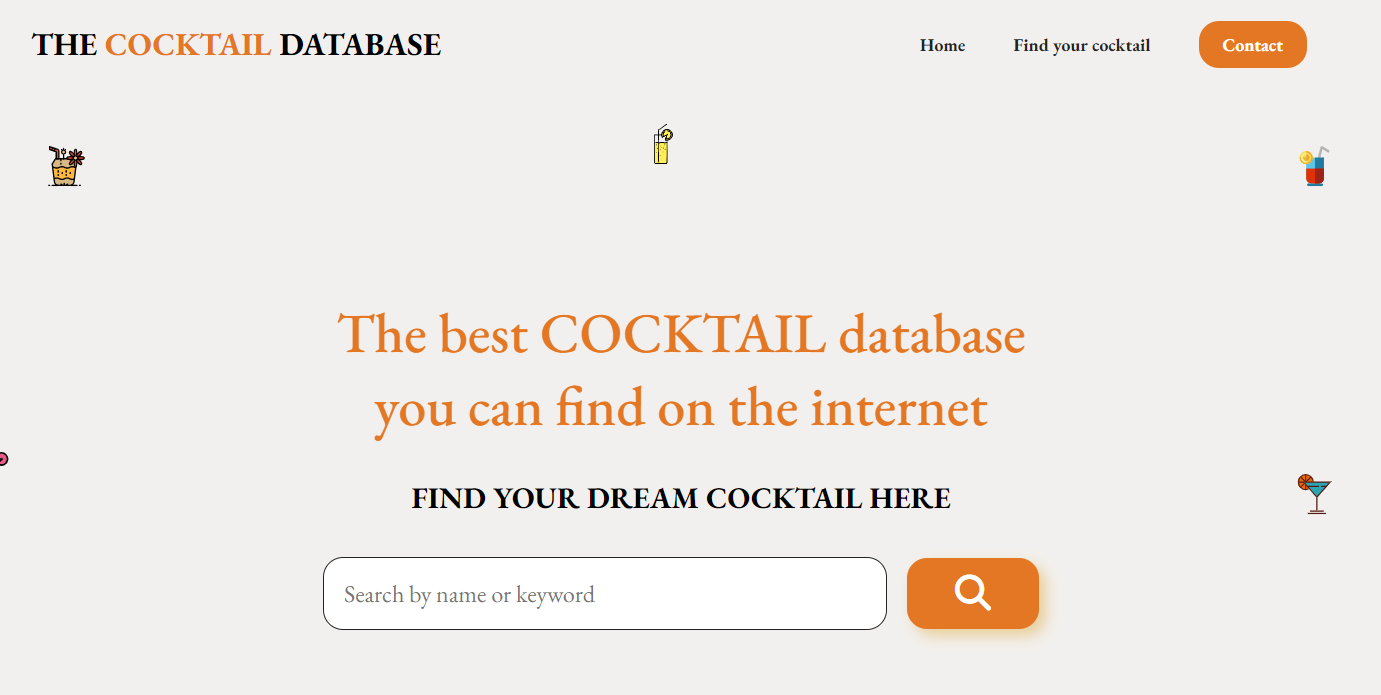 THE COCKTAIL DATABASE
Home
Find your cocktail
Contact
The best COCKTAIL database
you can find on the internet
FIND YOUR DREAM COCKTAIL HERE
Search by name or keyword